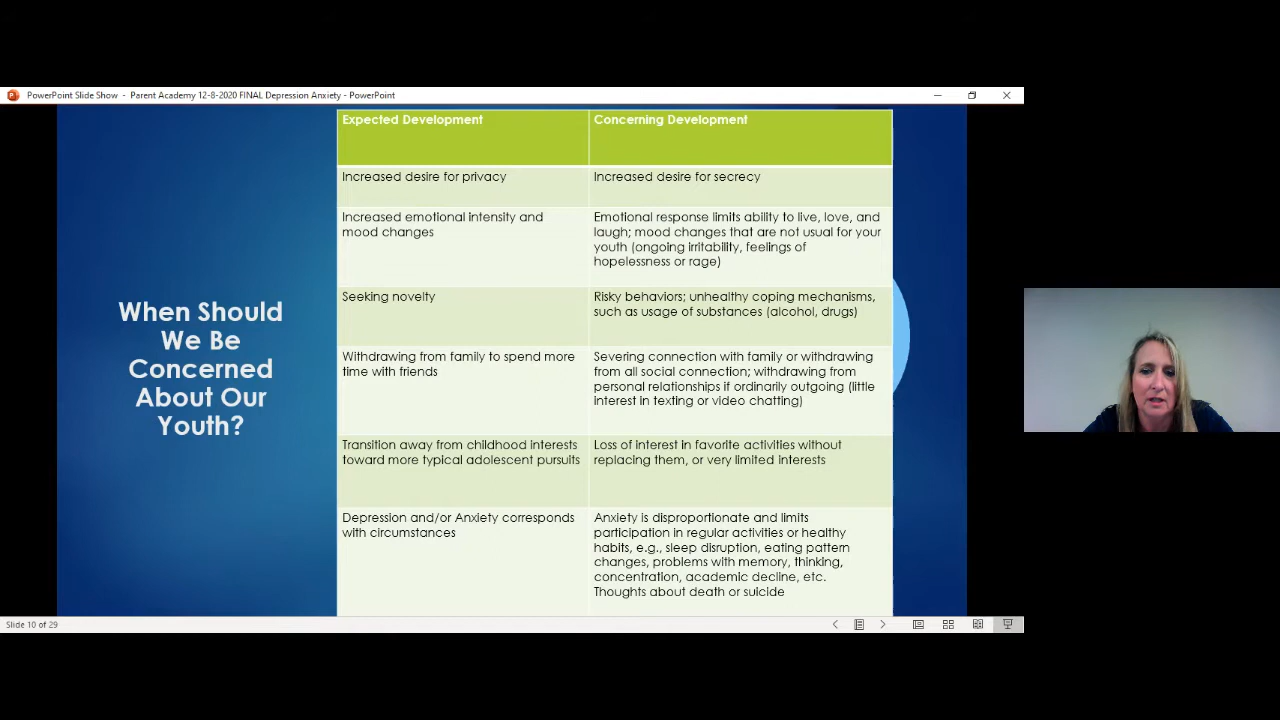 PowerPoint Slide Show - Parent Academy 12-8-2020 FINAL Depression Anxiety - PowerPoint
When Should
We Be
Concerned
About Our
Youth?
Expected Development
Concerning Development
Increased desire for privacy
Increased desire for secrecy
Increased emotional intensity and
mood changes
Emotional response limits ability to live, love, and
laugh; mood changes that are not usual for your
youth (ongoing irritability, feelings of
hopelessness or rage)
Seeking novelty
Risky behaviors; unhealthy coping mechanisms,
such as usage of substances (alcohol, drugs)
Withdrawing from family to spend more
time with friends
Severing connection with family or withdrawing
from all social connection; withdrawing from
personal relationships if ordinarily outgoing (little
interest in texting or video chatting)
Transition away from childhood interests
toward more typical adolescent pursuits
Loss of interest in favorite activities without
replacing them, or very limited interests
Depression and/or Anxiety corresponds
with circumstances
Anxiety is disproportionate and limits
participation in regular activities or healthy
habits, e.g., sleep disruption, eating pattern
changes, problems with memory, thinking,
concentration, academic decline, etc.
Thoughts about death or suicide
Slide 10 of 29